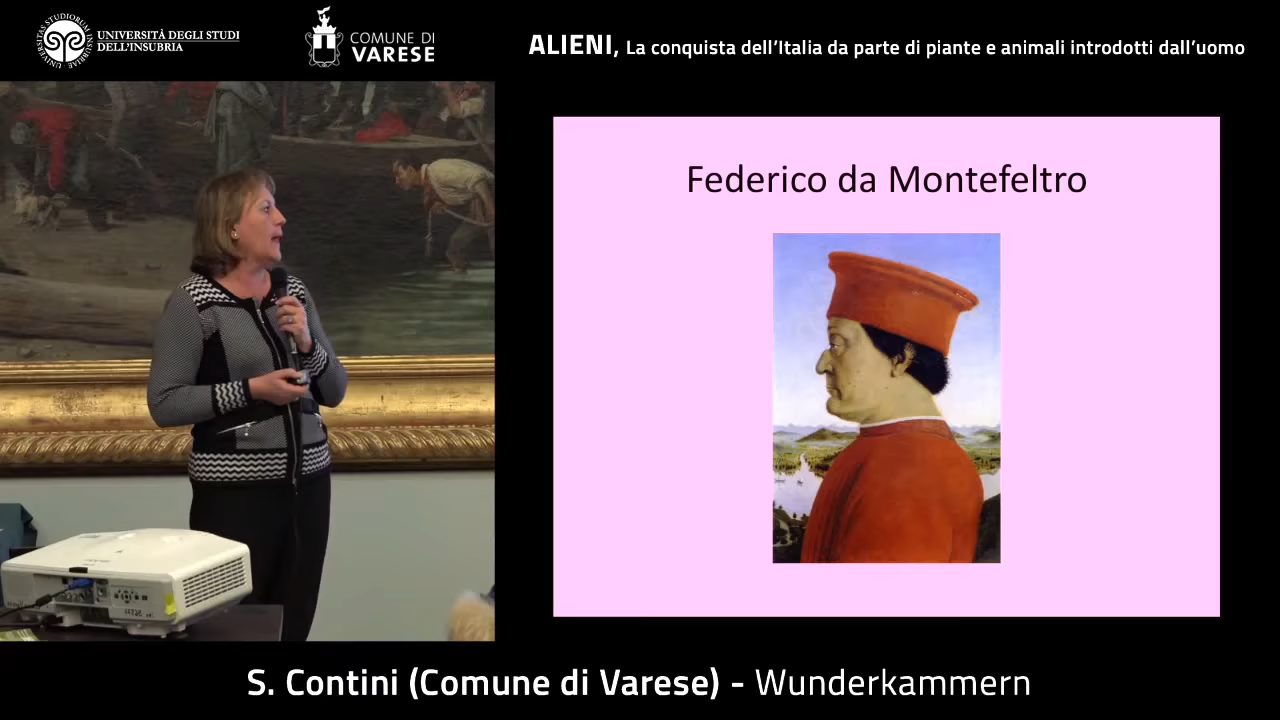 UNIVERSITÀ DEGLI STUDI
DELL'INSUBRIA
COMUNE DI
VARESE
ALIENI, La conquista dell'Italia da parte di piante e animali introdotti dall'uomo
Federico da Montefeltro
S. Contini (Comune di Varese) - Wunderkammern